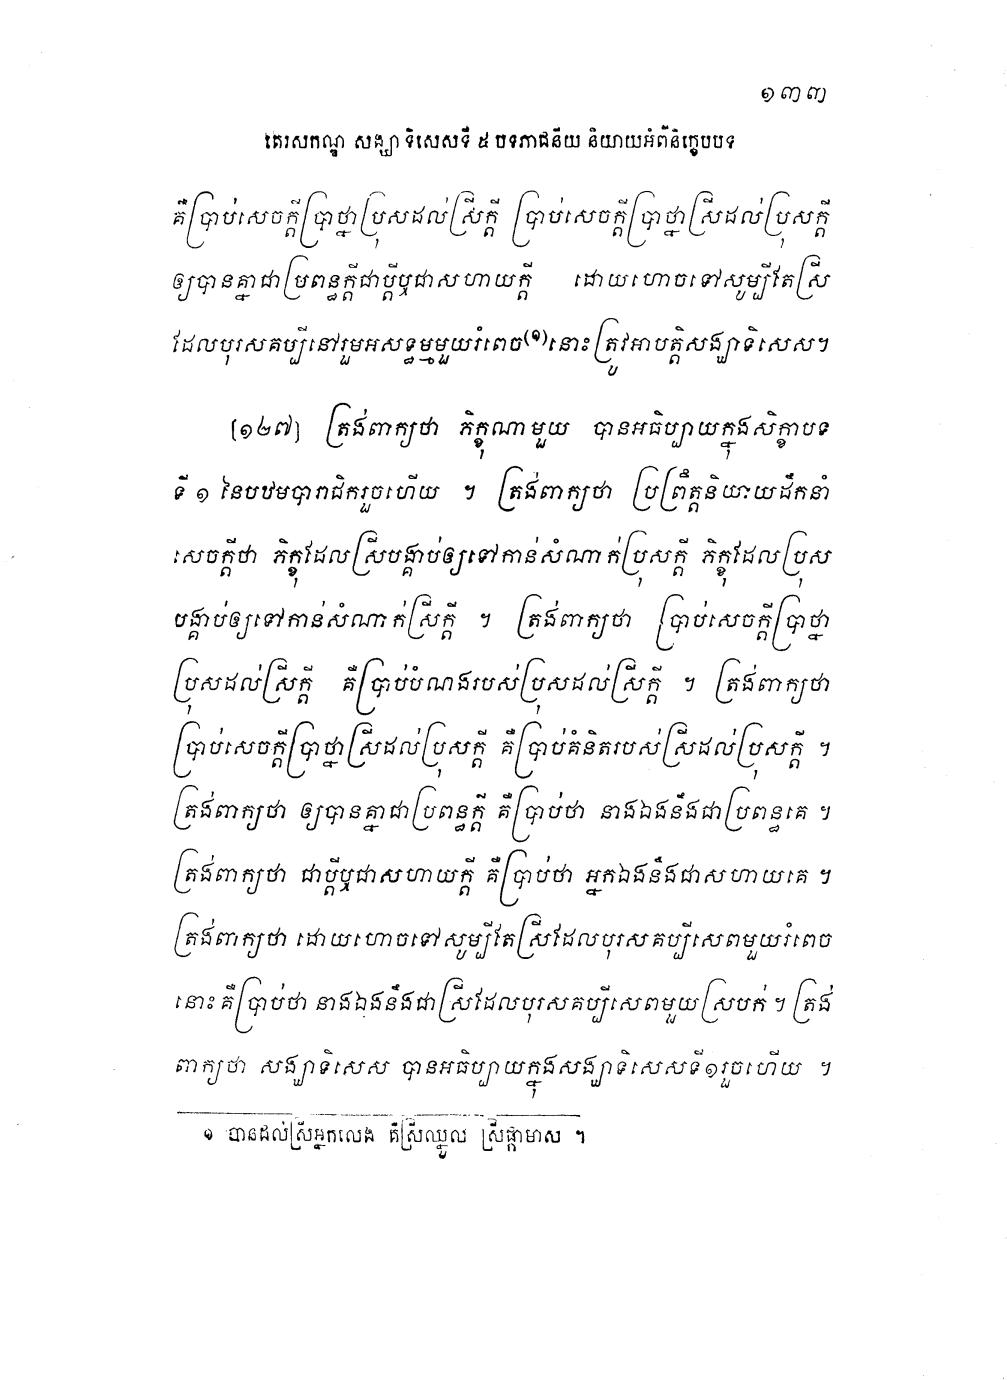 ១៣៣
តេរសកណ្ឌ សង្ឃាទិសេសទី ៥ បទភាជនីយ និយាយអំពីនិក្ខេបបទ
គឺប្រាប់សេចក្តីប្រាថ្នាប្រុសដល់ស្រីក្តី ប្រាប់សេចក្តីប្រាថ្នាស្រីដល់ប្រុសក្តី
ឲ្យបានគ្នាជាប្រពន្ធក្តីជាប្តីឬជាសហាយក្តី ដោយហោចទៅសូម្បីតែស្រី
ដែលបុរសគប្បីនៅរួមអសទ្ធម្មមួយរំពេច(១)នោះត្រូវអាបត្តិសង្ឃាទិសេស។
[១២៧] ត្រង់ពាក្យថា ភិក្ខុណាមួយ បានអធិប្បាយក្នុងសិក្ខាបទ
ទី ១ នៃបឋមបារាជិករួចហើយ ។ ត្រង់ពាក្យថា ប្រព្រឹត្តនិយាយដឹកនាំ
សេចក្តីថា ភិក្ខុដែលស្រីបង្គាប់ឲ្យទៅកាន់សំណាក់ប្រុសក្តី ភិក្ខុដែលប្រុស
បង្គាប់ឲ្យទៅកាន់សំណាក់ស្រីក្តី ។ ត្រង់ពាក្យថា ប្រាប់សេចក្តីប្រាថ្នា
ប្រុសដល់ស្រីក្តី គឺប្រាប់បំណងរបស់ប្រុសដល់ស្រីក្តី ។ ត្រង់ពាក្យថា
ប្រាប់សេចក្តីប្រាថ្នាស្រីដល់ប្រុសក្តី គឺប្រាប់គំនិតរបស់ស្រីដល់ប្រុសក្តី ។
ត្រង់ពាក្យថា ឲ្យបានគ្នាជាប្រពន្ធក្តី គឺប្រាប់ថា នាងឯងនឹងជាប្រពន្ធគេ ។
ត្រង់ពាក្យថា ជាប្តីឬជាសហាយក្តី គឺប្រាប់ថា អ្នកឯងនឹងជាសហាយគេ ។
ត្រង់ពាក្យថា ដោយហោចទៅសូម្បីតែស្រីដែលបុរសគប្បីសេពមួយរំពេច
នោះ គឺប្រាប់ថា នាងឯងនឹងជាស្រីដែលបុរសគប្បីសេពមួយស្របក់ ។ ត្រង់
ពាក្យថា សង្ឃាទិសេស បានអធិប្បាយក្នុងសង្ឃាទិសេសទី១រួចហើយ ។
១ បានដល់ស្រីអ្នកលេង គឺស្រីឈ្នួល ស្រីផ្កាមាស ។